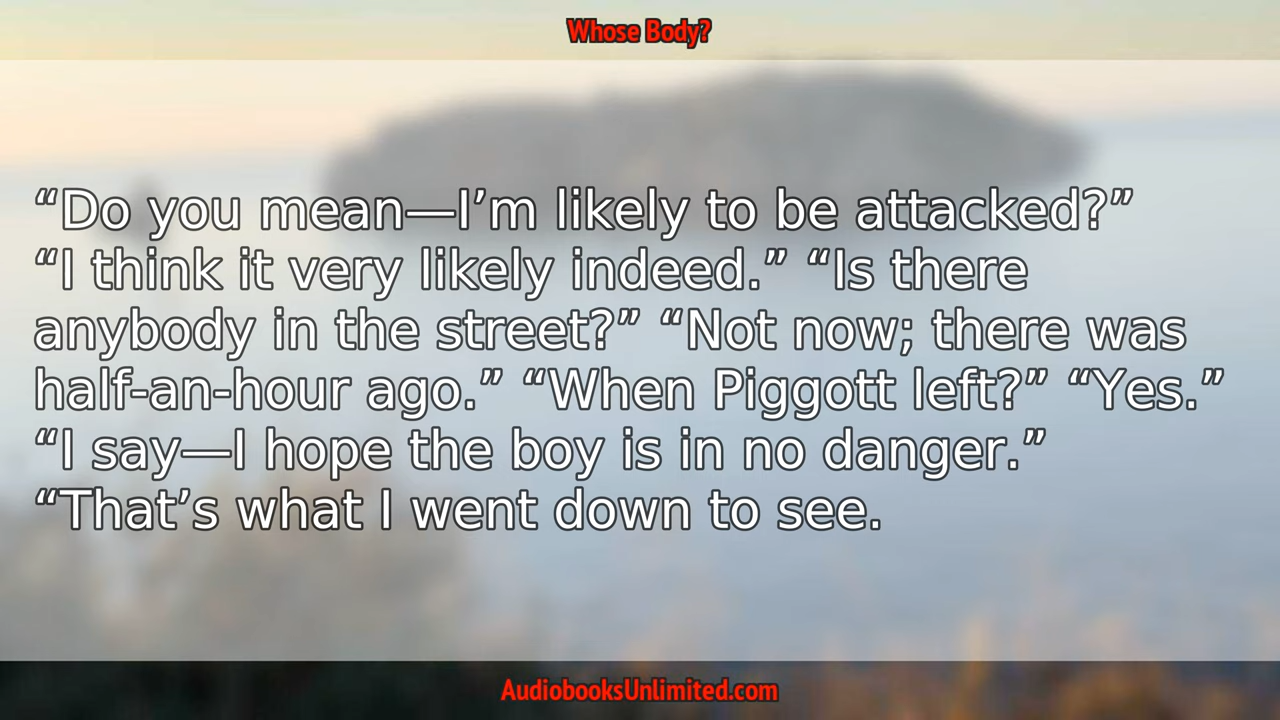 Whose Body?
“Do you mean—I’m likely to be attacked?”
“I think it very likely indeed.” “Is there
anybody in the street?” “Not now; there was
half-an-hour ago.” “When Piggott left?” “Yes.”
“I say—I hope the boy is in no danger.”
“That’s what I went down to see.
AudiobooksUnlimited.com